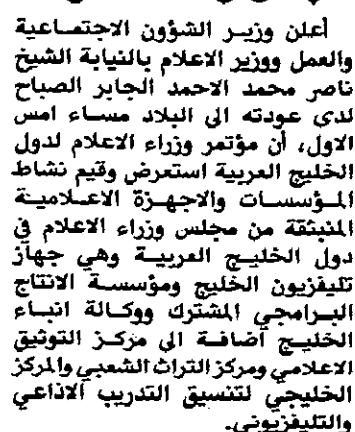 أعلن وزير الشؤون الاجتماعية
والعمل ووزير الاعلام بالنيابة الشيخ
ناصر محمد الاحمد الجابر الصباح
لدى عودته الى البلاد مساء امس
الاول، أن مؤتمر وزراء الاعلام لدول
الخليج العربية استعرض وقيم نشاط
المؤسسات والاجهزة الاعلامية
المنبثقة من مجلس وزراء الاعلام في
دول الخليج العربية وهي جهاز
تليفزيون الخليج ومؤسسة الانتاج
البرامجي المشترك ووكالة انباء
الخليج اضافة الى مركز التوثيق
الاعلامي ومركز التراث الشعبي والمركز
الخليجي لتنسيق التدريب الاذاعي
والتليفزيوني.